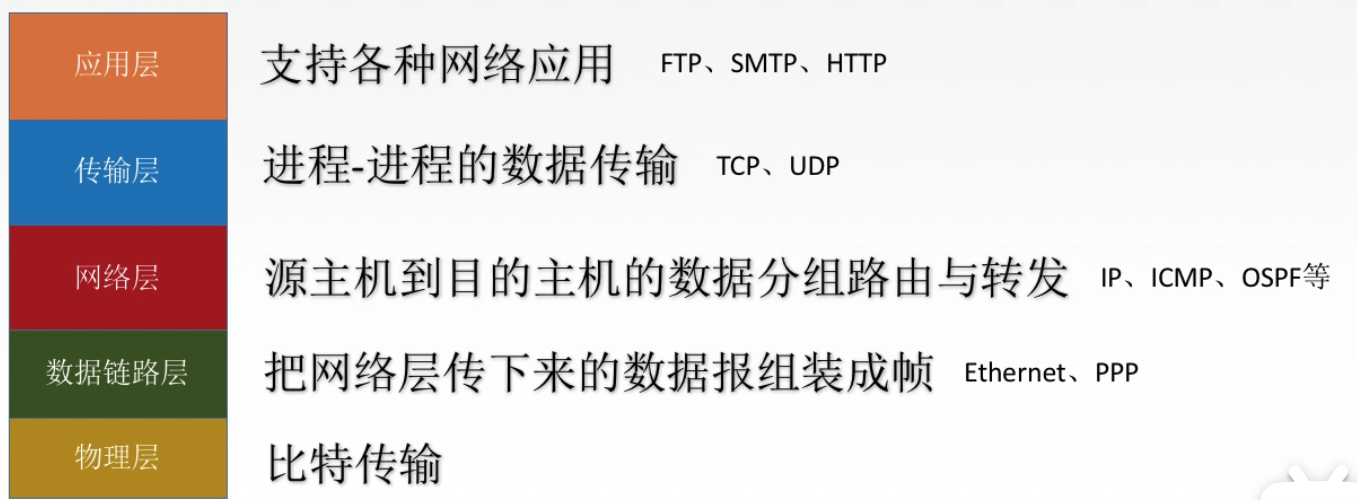 应用层 支持各种网络应用 FTP、SMTP、HTTP
传输层 进程-进程的数据传输 TCP、UDP
网络层 源主机到目的主机的数据分组路由与转发 IP、ICMP、OSPF等
数据链路层 把网络层传下来的数据报组装成帧 Ethernet、PPP
物理层 比特传输